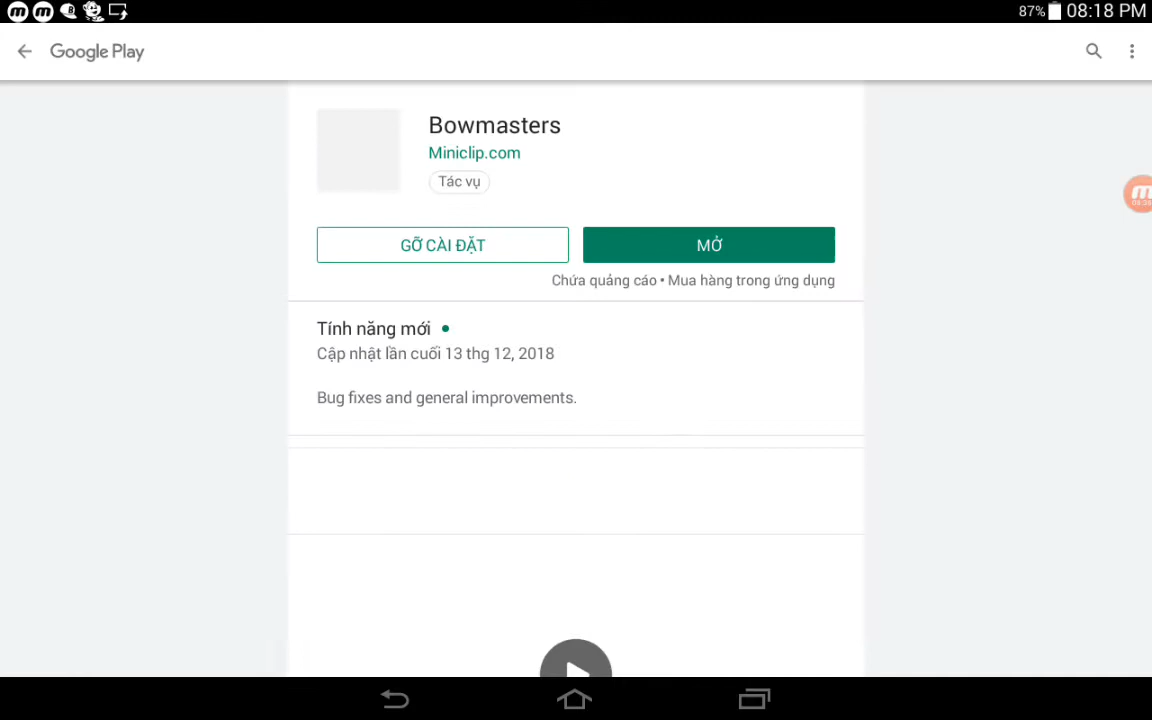 87% 08:18 PM
Google Play
Bowmasters
Miniclip.com
Tác vụ
GỠ CÀI ĐẶT
MỞ
Chứa quảng cáo • Mua hàng trong ứng dụng
Tính năng mới
Cập nhật lần cuối 13 thg 12, 2018
Bug fixes and general improvements.